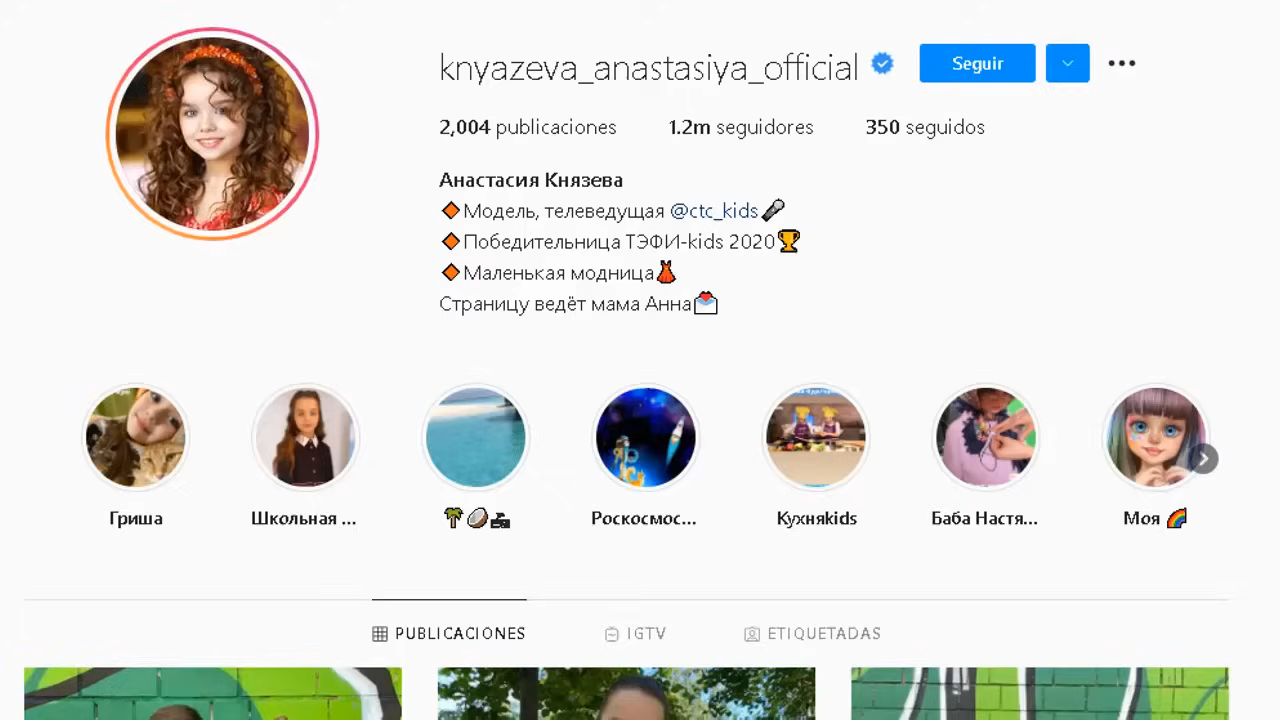 knyazeva_anastasiya_official
Seguir
2,004 publicaciones 1.2m seguidores 350 seguidos
Анастасия Князева
🔸Модель, телеведущая @ctc_kids🎤
🔸Победительница ТЭФИ-kids 2020🏆
🔸Маленькая модница👗
Страницу ведёт мама Анна💌
Гриша
Школьная ...
🌴🥥
Роскосмос...
Кухняkids
Баба Настя...
Моя 🌈
PUBLICACIONES
IGTV
ETIQUETADAS